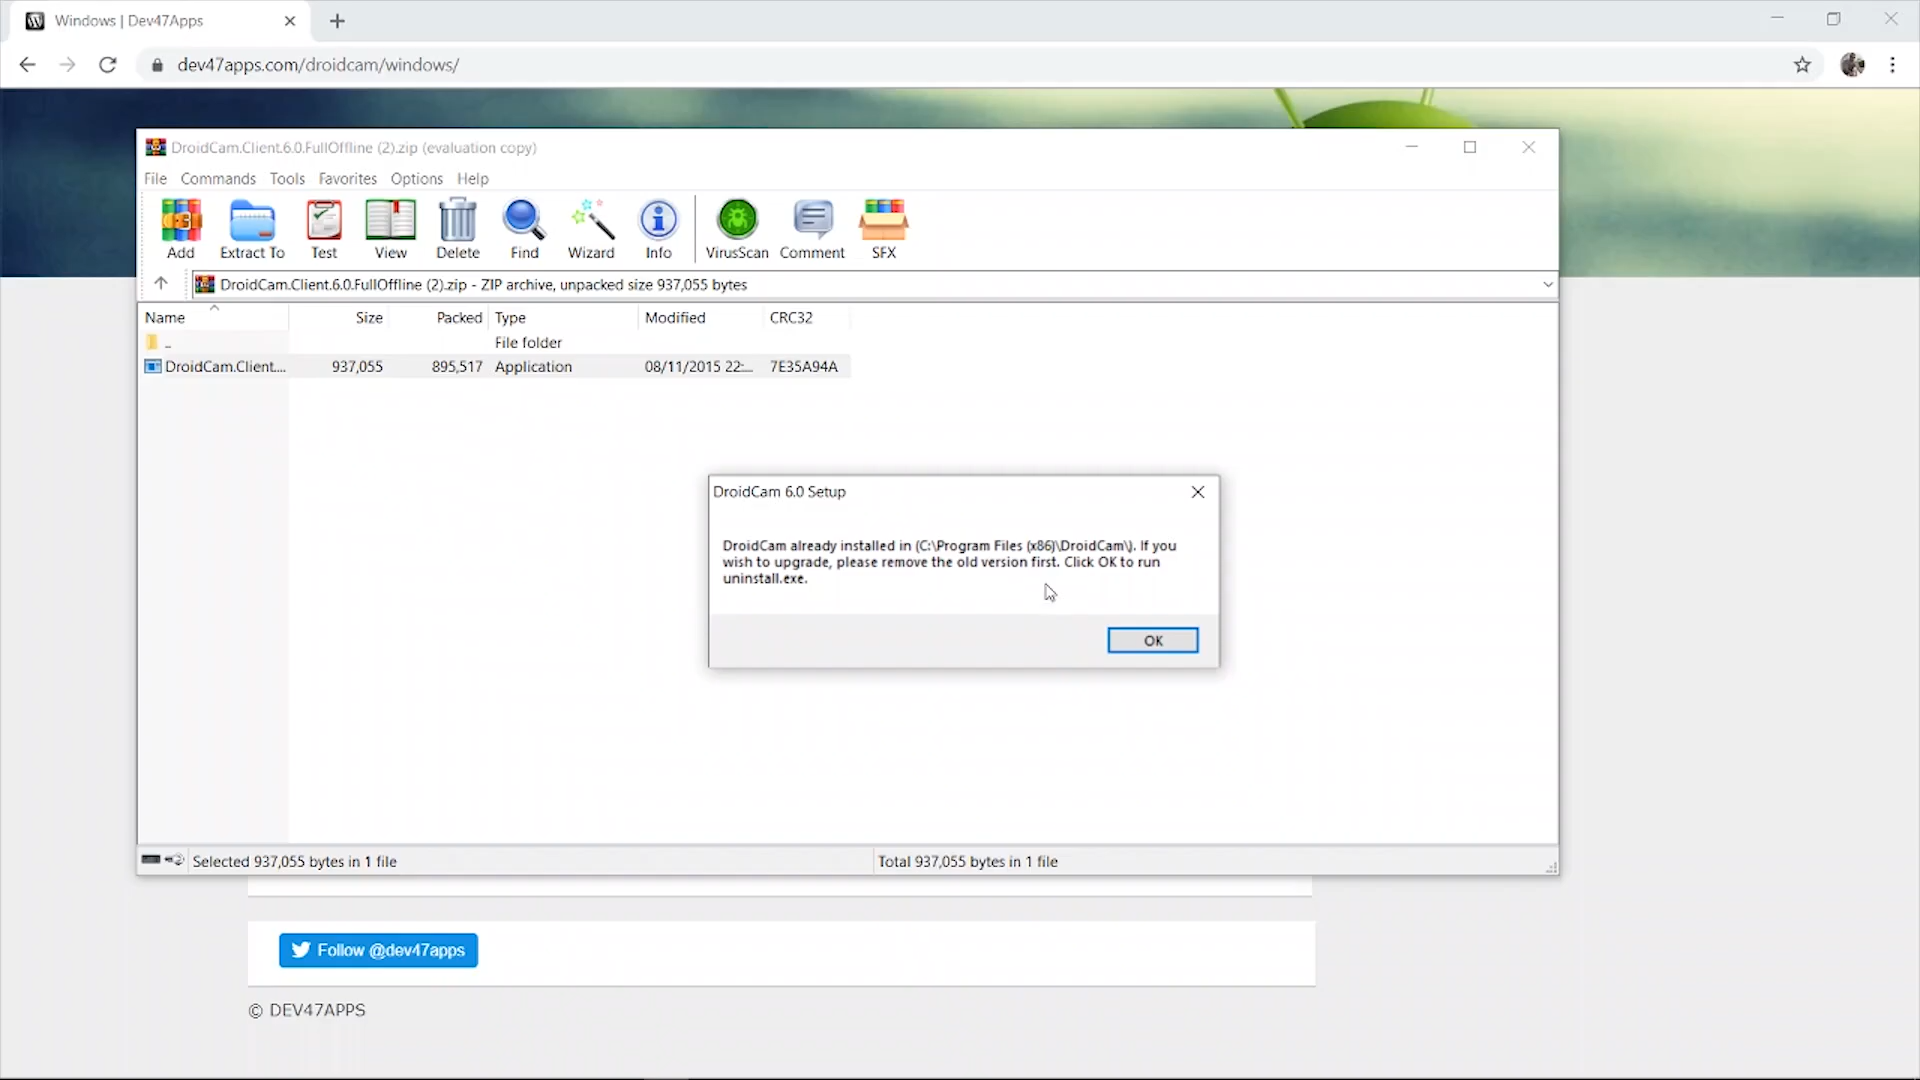 Windows | Dev47Apps
dev47apps.com/droidcam/windows/
DroidCam.Client.6.0.FullOffline (2).zip (evaluation copy)
File Commands Tools Favorites Options Help
Add Extract To Test View Delete Find Wizard Info VirusScan Comment SFX
DroidCam.Client.6.0.FullOffline (2).zip - ZIP archive, unpacked size 937,055 bytes
Name Size Packed Type Modified CRC32
.. File folder
DroidCam.Client.... 937,055 895,517 Application 08/11/2015 22:... 7E35A94A
DroidCam 6.0 Setup
DroidCam already installed in (C:\Program Files (x86)\DroidCam\). If you
wish to upgrade, please remove the old version first. Click OK to run
uninstall.exe.
OK
Selected 937,055 bytes in 1 file
Total 937,055 bytes in 1 file
Follow @dev47apps
© DEV47APPS